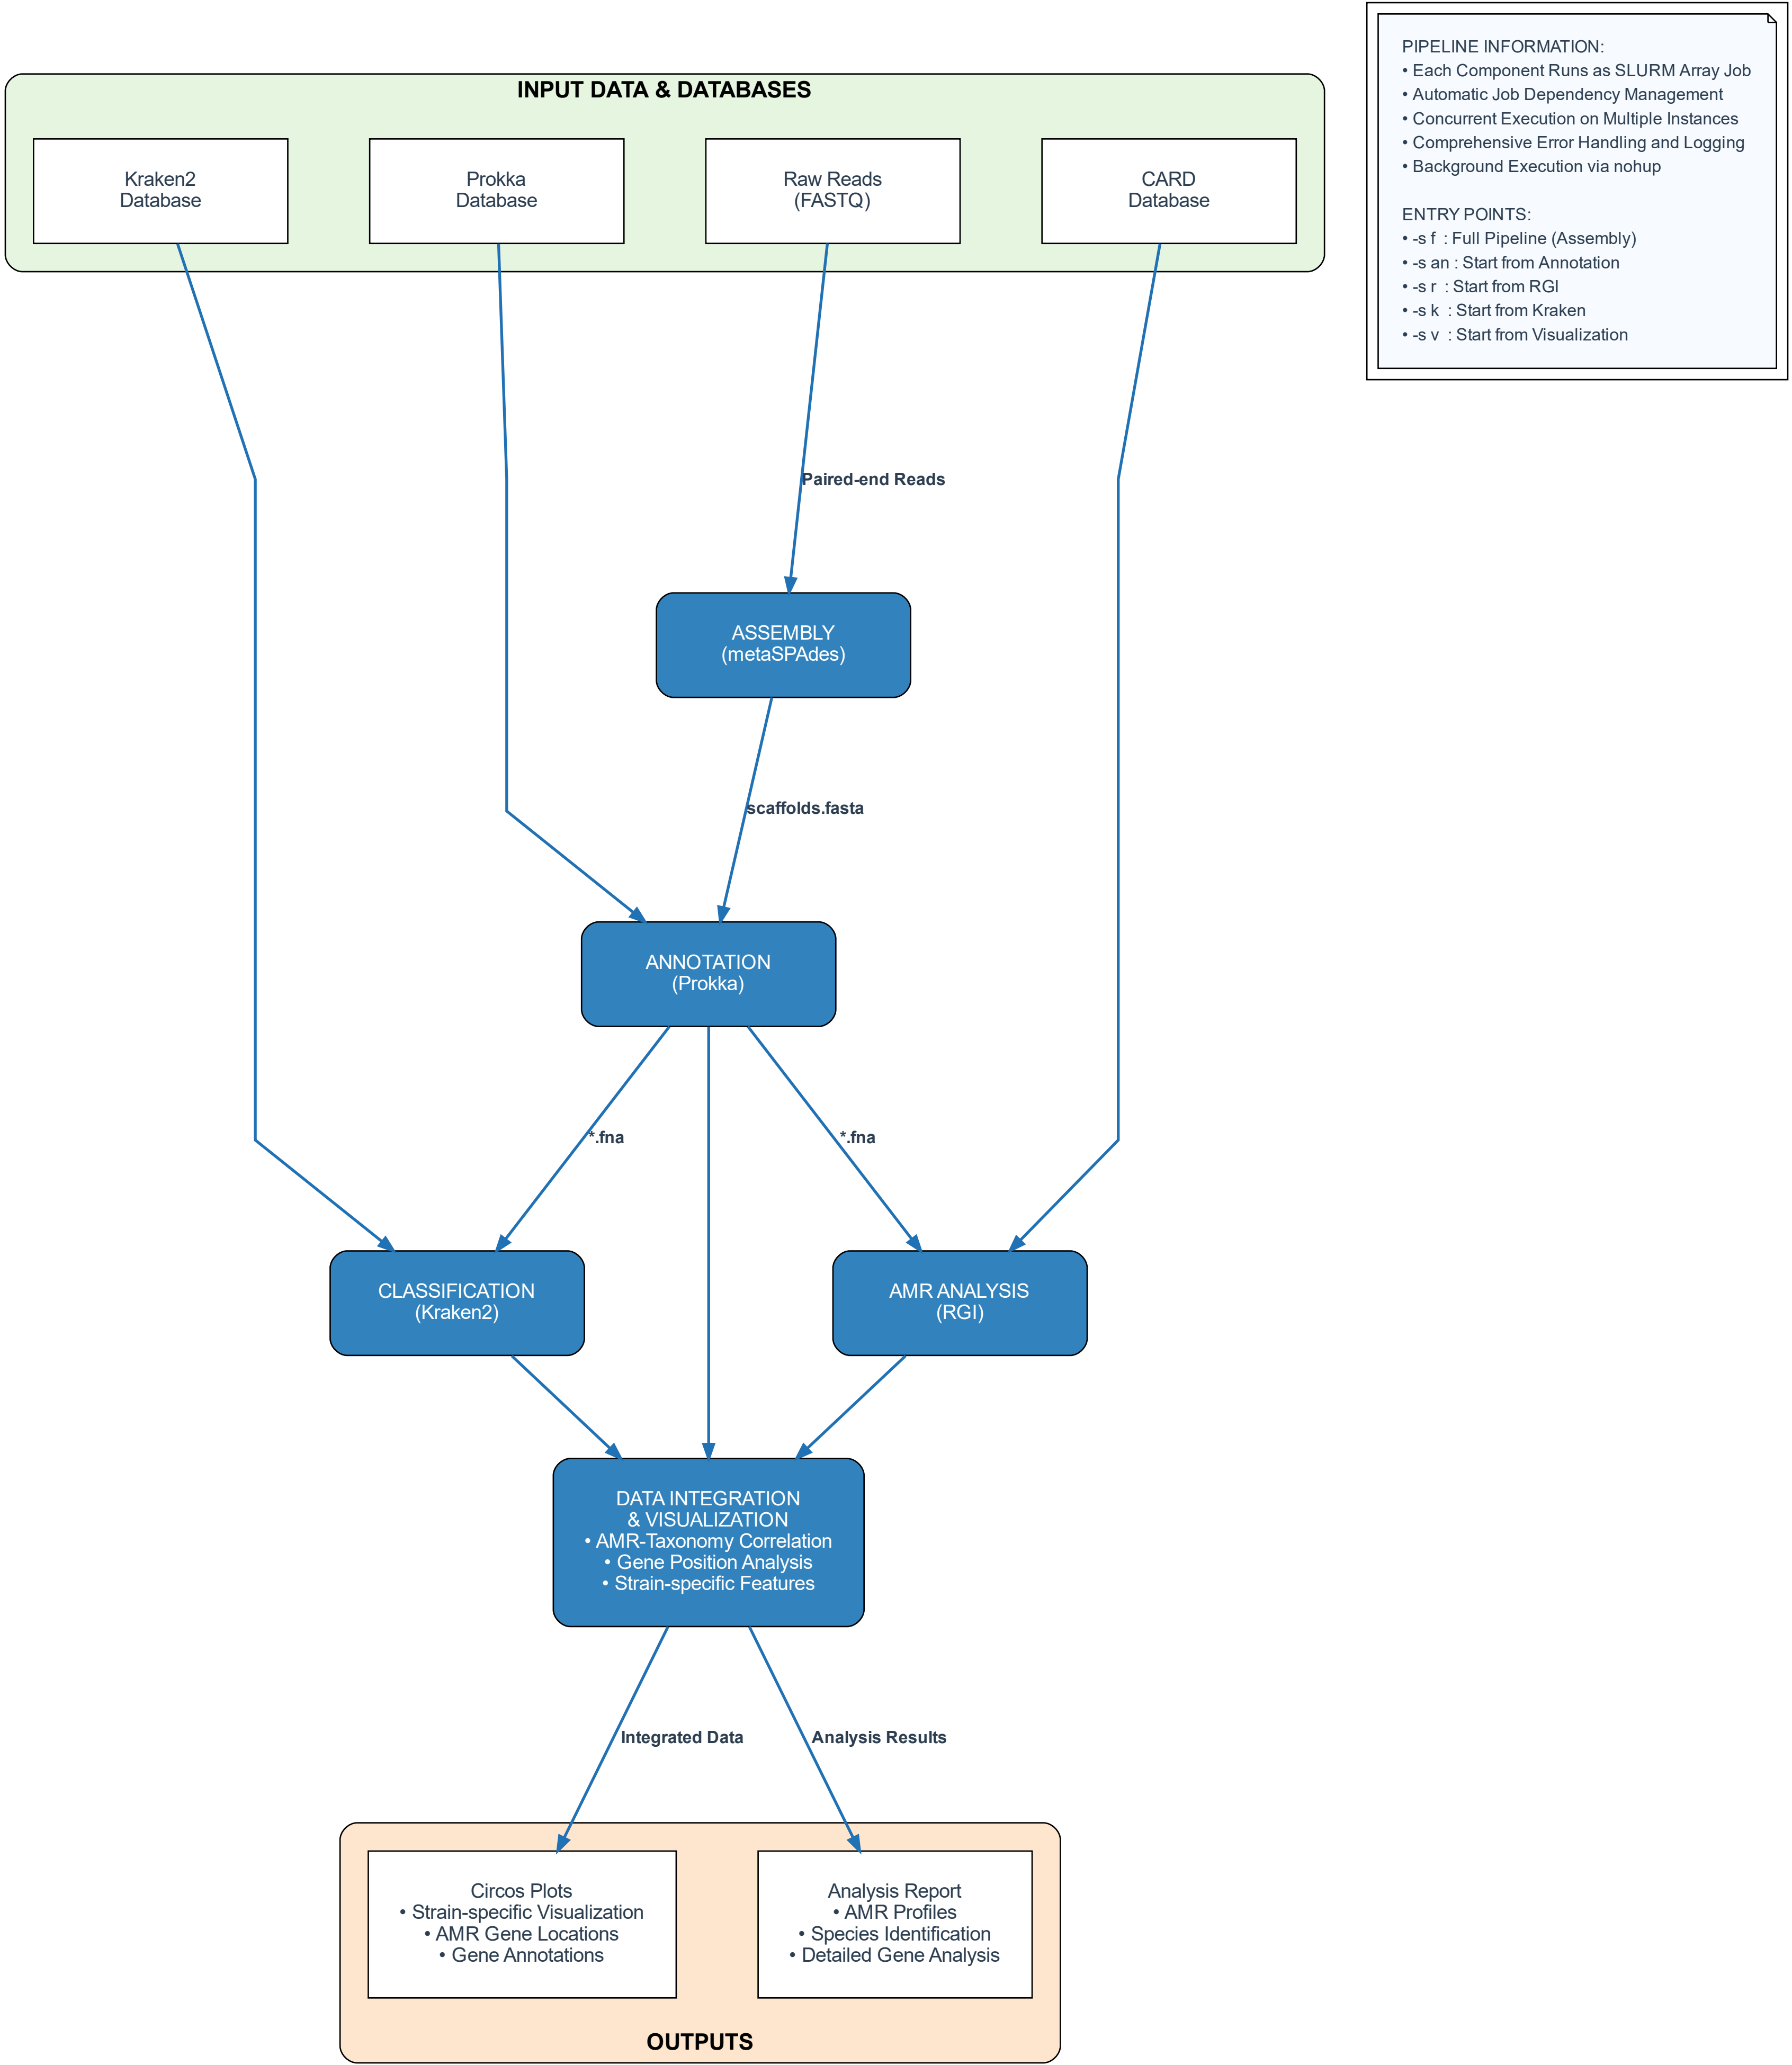 PIPELINE INFORMATION:
• Each Component Runs as SLURM Array Job
• Automatic Job Dependency Management
• Concurrent Execution on Multiple Instances
• Comprehensive Error Handling and Logging
• Background Execution via nohup
ENTRY POINTS:
• -s f : Full Pipeline (Assembly)
• -s an : Start from Annotation
• -s r : Start from RGI
• -s k : Start from Kraken
• -s v : Start from Visualization
INPUT DATA & DATABASES
Kraken2
Database
Prokka
Database
Raw Reads
(FASTQ)
CARD
Database
Paired-end Reads
ASSEMBLY
(metaSPAdes)
scaffolds.fasta
ANNOTATION
(Prokka)
*.fna
*.fna
CLASSIFICATION
(Kraken2)
AMR ANALYSIS
(RGI)
DATA INTEGRATION
& VISUALIZATION
• AMR-Taxonomy Correlation
• Gene Position Analysis
• Strain-specific Features
Integrated Data
Analysis Results
Circos Plots
• Strain-specific Visualization
• AMR Gene Locations
• Gene Annotations
Analysis Report
• AMR Profiles
• Species Identification
• Detailed Gene Analysis
OUTPUTS